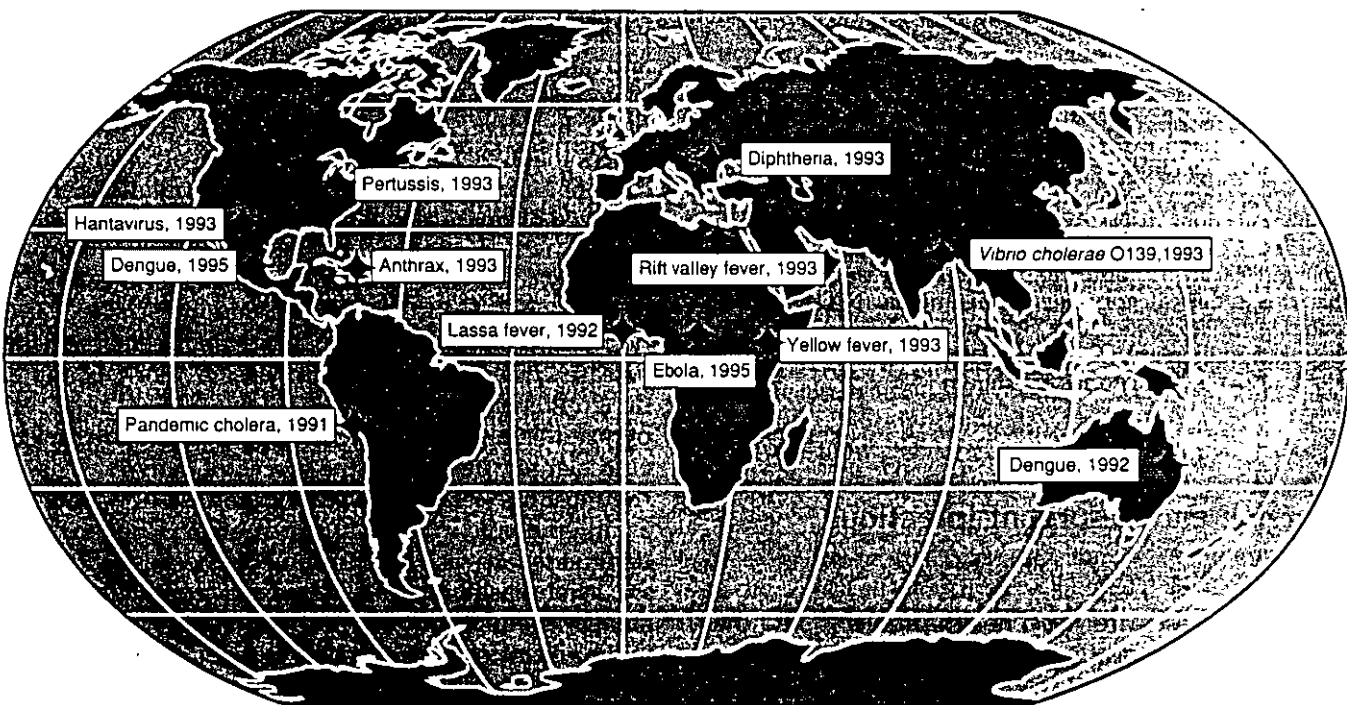 Diphtheria, 1993
Pertussis, 1993
Hantavirus, 1993
Dengue, 1995
Anthrax, 1993
Rift valley fever, 1993
Vibrio cholerae O139,1993
Lassa fever, 1992
Yellow fever, 1993
Ebola, 1995
Pandemic cholera, 1991
Dengue, 1992